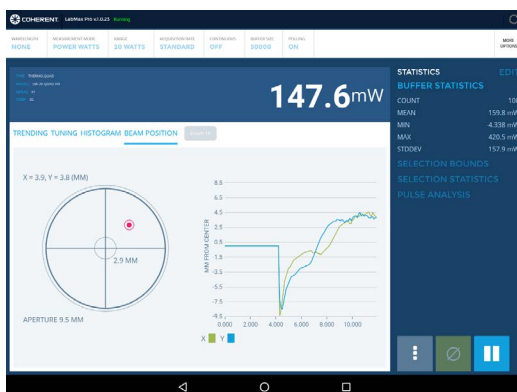 COHERENT. LabMax Pro v1.0.23 Running
WAVELENGTH
NONE
MEASUREMENT MODE
POWER WATTS
RANGE
30 WATTS
ACQUISITION RATE
STANDARD
CONTINUOUS
OFF
BUFFER SIZE
50000
POLLING
ON
MORE
OPTIONS
147.6mW
TRENDING TUNING HISTOGRAM BEAM POSITION
X = 3.9, Y = 3.8 (MM)
2.9 MM
APERTURE 9.5 MM
MM FROM CENTER
8.5
6.5
4.5
2.5
0.5
-1.5
-3.5
-5.5
-7.5
-9.5
0.000 2.000 4.000 6.000 8.000 10.000
X Y
STATISTICS EDI
BUFFER STATISTICS
COUNT 100
MEAN 159.8 mW
MIN -4.338 mW
MAX 420.5 mW
STDDEV 157.9 mW
SELECTION BOUNDS
SELECTION STATISTICS
PULSE ANALYSIS